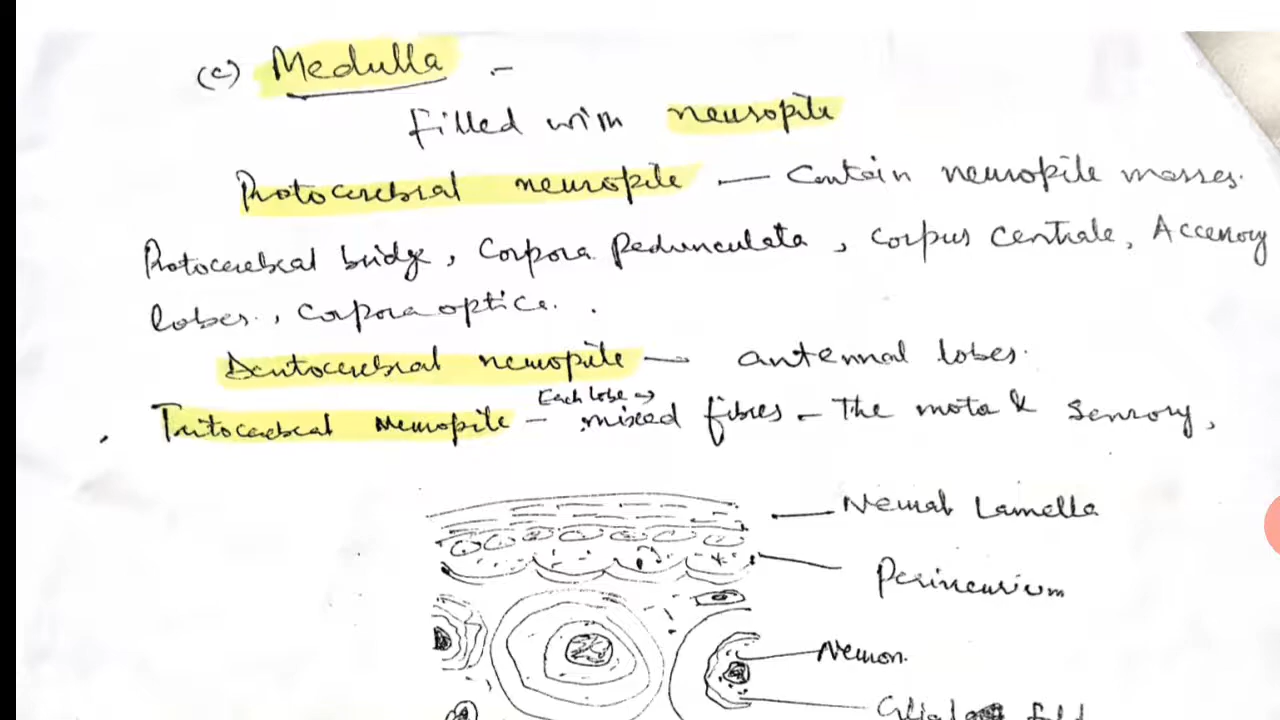 (c) Medulla -
Filled with neuropile
Protocerebral neuropile — Contain neuropile masses.
Protocerebral bridge, Corpora Pedunculata, Corpus Centrale, Accessory
lobes, Corpora optica.
Deutocerebral neuropile — antennal lobes.
Each lobe →
Tritocerebral Neuropile - mixed fibres - The motor & Sensory,
Neural Lamella
Perineurium
Neuron.
Glial